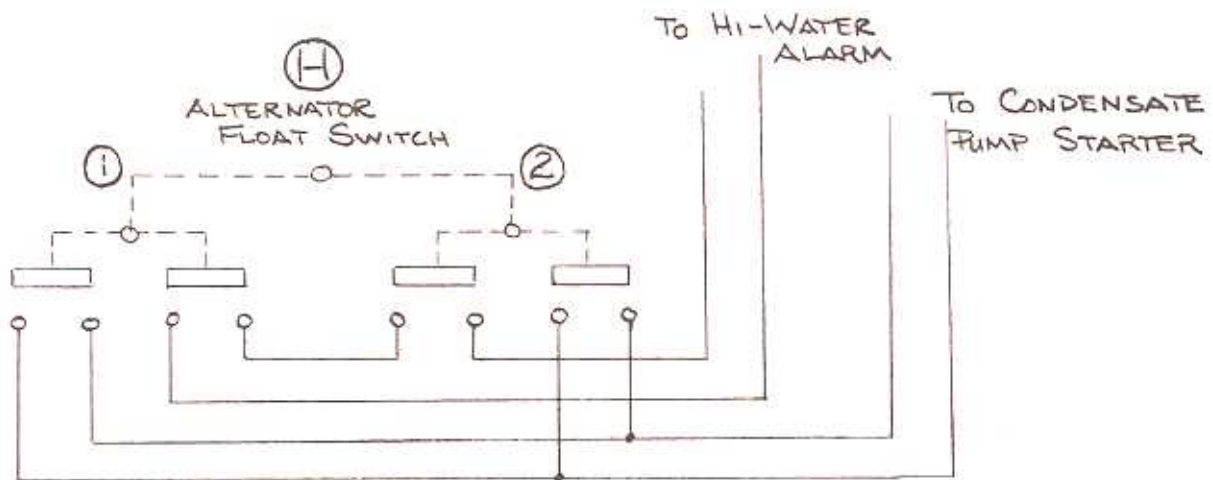 To Hi-Water
Alarm
H
Alternator
Float Switch
To Condensate
Pump Starter
1
2